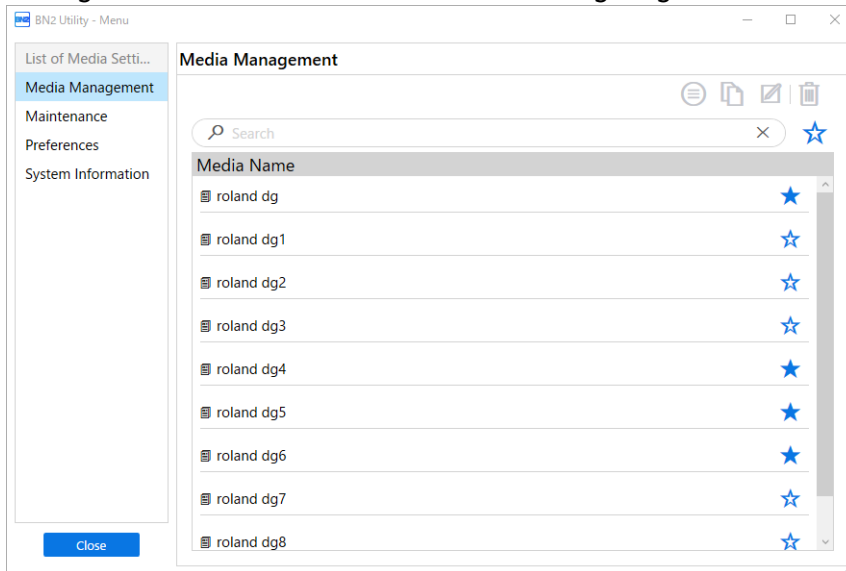 BN2 Utility - Menu
List of Media Setti...
Media Management
Maintenance
Preferences
System Information
Close
Media Management
Search
Media Name
roland dg
roland dg1
roland dg2
roland dg3
roland dg4
roland dg5
roland dg6
roland dg7
roland dg8